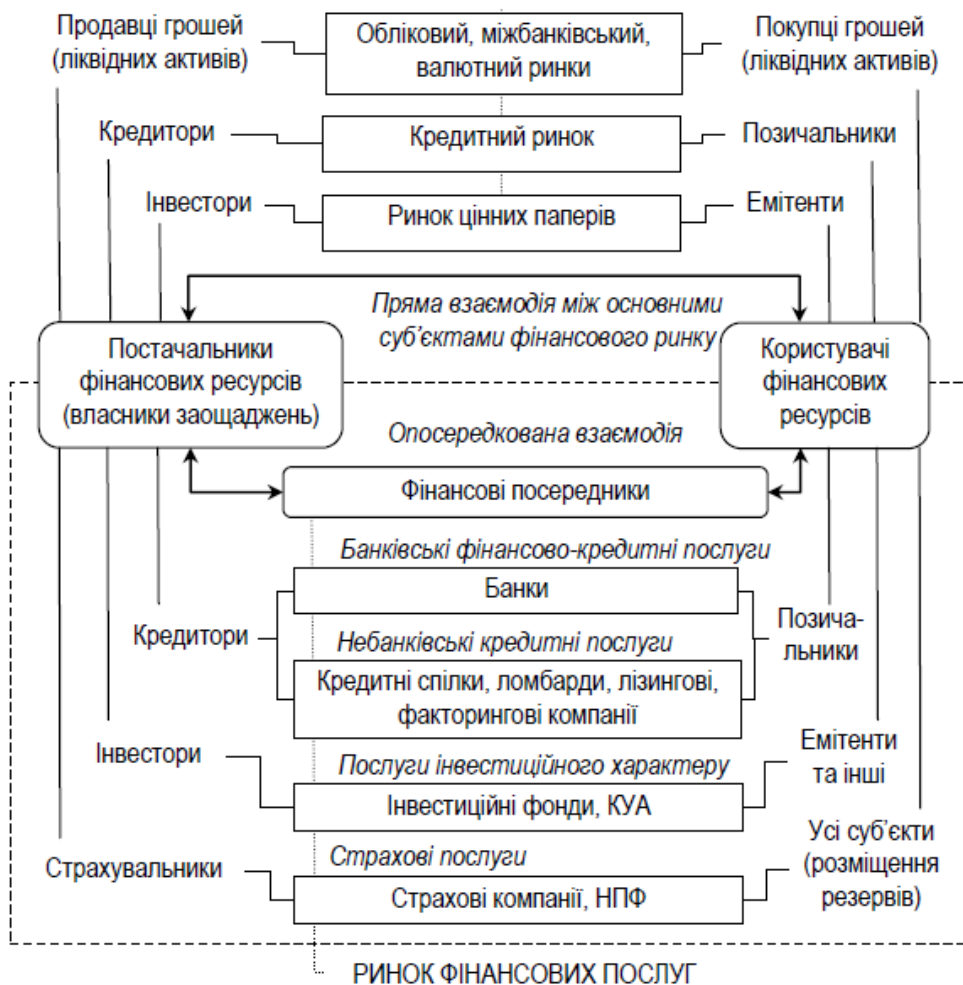 Продавці грошей
(ліквідних активів)
Обліковий, міжбанківський,
валютний ринки
Покупці грошей
(ліквідних активів)
Кредитори
Кредитний ринок
Позичальники
Інвестори
Ринок цінних паперів
Емітенти
Пряма взаємодія між основними
суб’єктами фінансового ринку
Постачальники
фінансових ресурсів
(власники заощаджень)
Користувачі
фінансових
ресурсів
Опосередкована взаємодія
Фінансові посередники
Банківські фінансово-кредитні послуги
Банки
Кредитори
Небанківські кредитні послуги
Позича-
льники
Кредитні спілки, ломбарди, лізингові,
факторингові компанії
Інвестори
Послуги інвестиційного характеру
Емітенти
та інші
Інвестиційні фонди, КУА
Страхувальники
Страхові послуги
Усі суб’єкти
(розміщення
резервів)
Страхові компанії, НПФ
РИНОК ФІНАНСОВИХ ПОСЛУГ